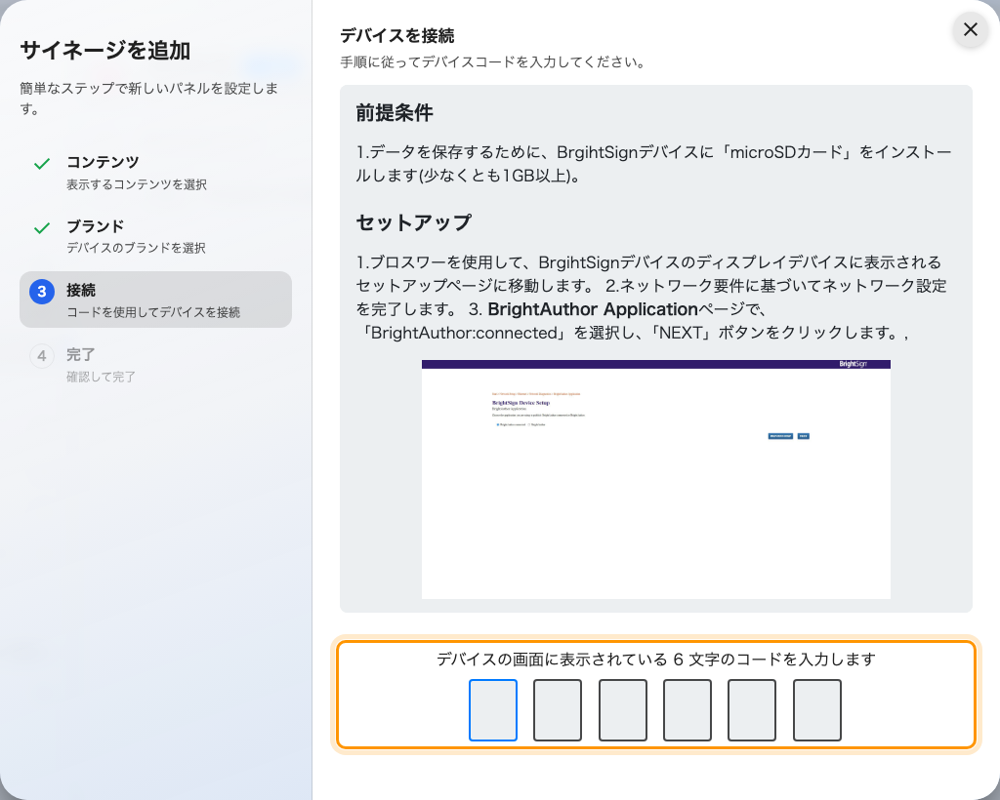 サイネージを追加
簡単なステップで新しいパネルを設定しま
す。
コンテンツ
表示するコンテンツを選択
ブランド
デバイスのブランドを選択
3
接続
コードを使用してデバイスを接続
4
完了
確認して完了
デバイスを接続
手順に従ってデバイスコードを入力してください。
前提条件
1.データを保存するために、BrgihtSignデバイスに「microSDカード」をインストー
ルします(少なくとも1GB以上)。
セットアップ
1.ブロスワーを使用して、BrgihtSignデバイスのディスプレイデバイスに表示される
セットアップページに移動します。 2.ネットワーク要件に基づいてネットワーク設定
を完了します。 3. BrightAuthor Applicationページで、
「BrightAuthor:connected」を選択し、「NEXT」ボタンをクリックします。,
BrightSign
BrightSign Device Setup
デバイスの画面に表示されている 6 文字のコードを入力します